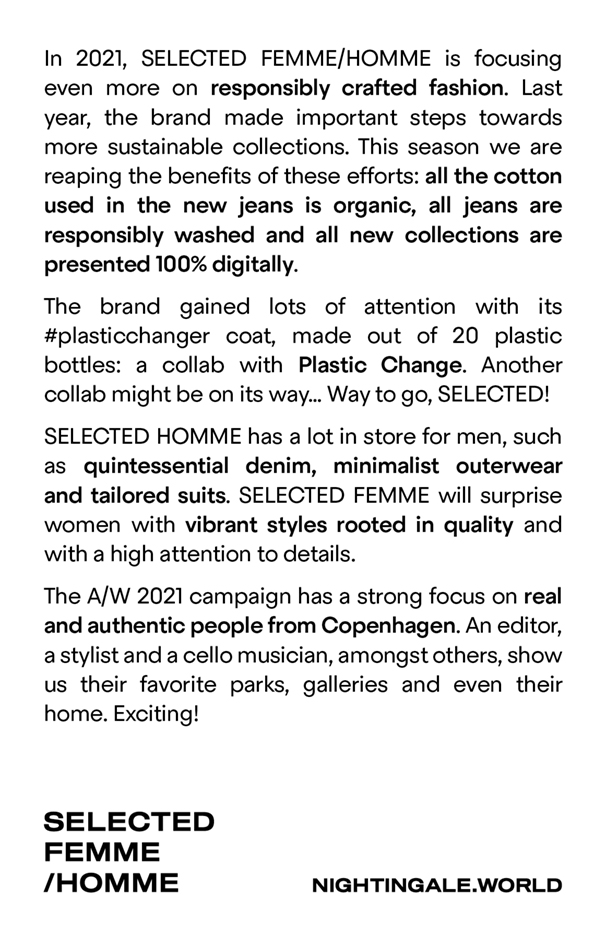 In 2021, SELECTED FEMME/HOMME is focusing
even more on responsibly crafted fashion. Last
year, the brand made important steps towards
more sustainable collections. This season we are
reaping the benefits of these efforts: all the cotton
used in the new jeans is organic, all jeans are
responsibly washed and all new collections are
presented 100% digitally.
The brand gained lots of attention with its
#plasticchanger coat, made out of 20 plastic
bottles: a collab with Plastic Change. Another
collab might be on its way... Way to go, SELECTED!
SELECTED HOMME has a lot in store for men, such
as quintessential denim, minimalist outerwear
and tailored suits. SELECTED FEMME will surprise
women with vibrant styles rooted in quality and
with a high attention to details.
The A/W 2021 campaign has a strong focus on real
and authentic people from Copenhagen. An editor,
a stylist and a cello musician, amongst others, show
us their favorite parks, galleries and even their
home. Exciting!
SELECTED
FEMME
/HOMME
NIGHTINGALE.WORLD